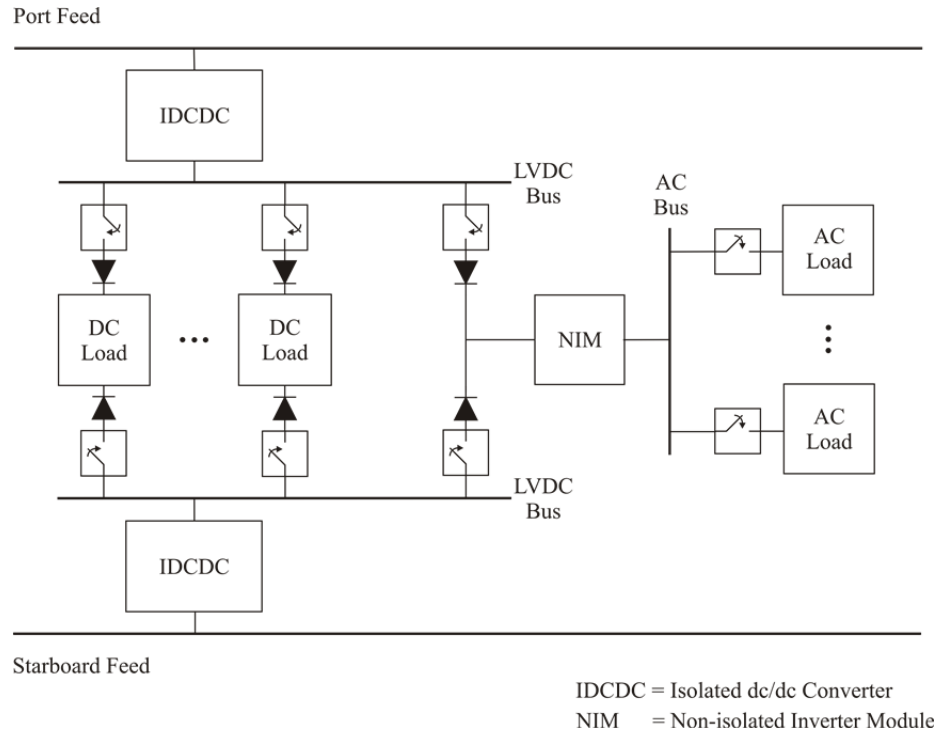 Port Feed
IDCDC
LVDC
Bus
AC
Bus
AC
Load
DC
Load
•••
DC
Load
NIM
AC
Load
LVDC
Bus
IDCDC
Starboard Feed
IDCDC = Isolated dc/dc Converter
NIM = Non-isolated Inverter Module